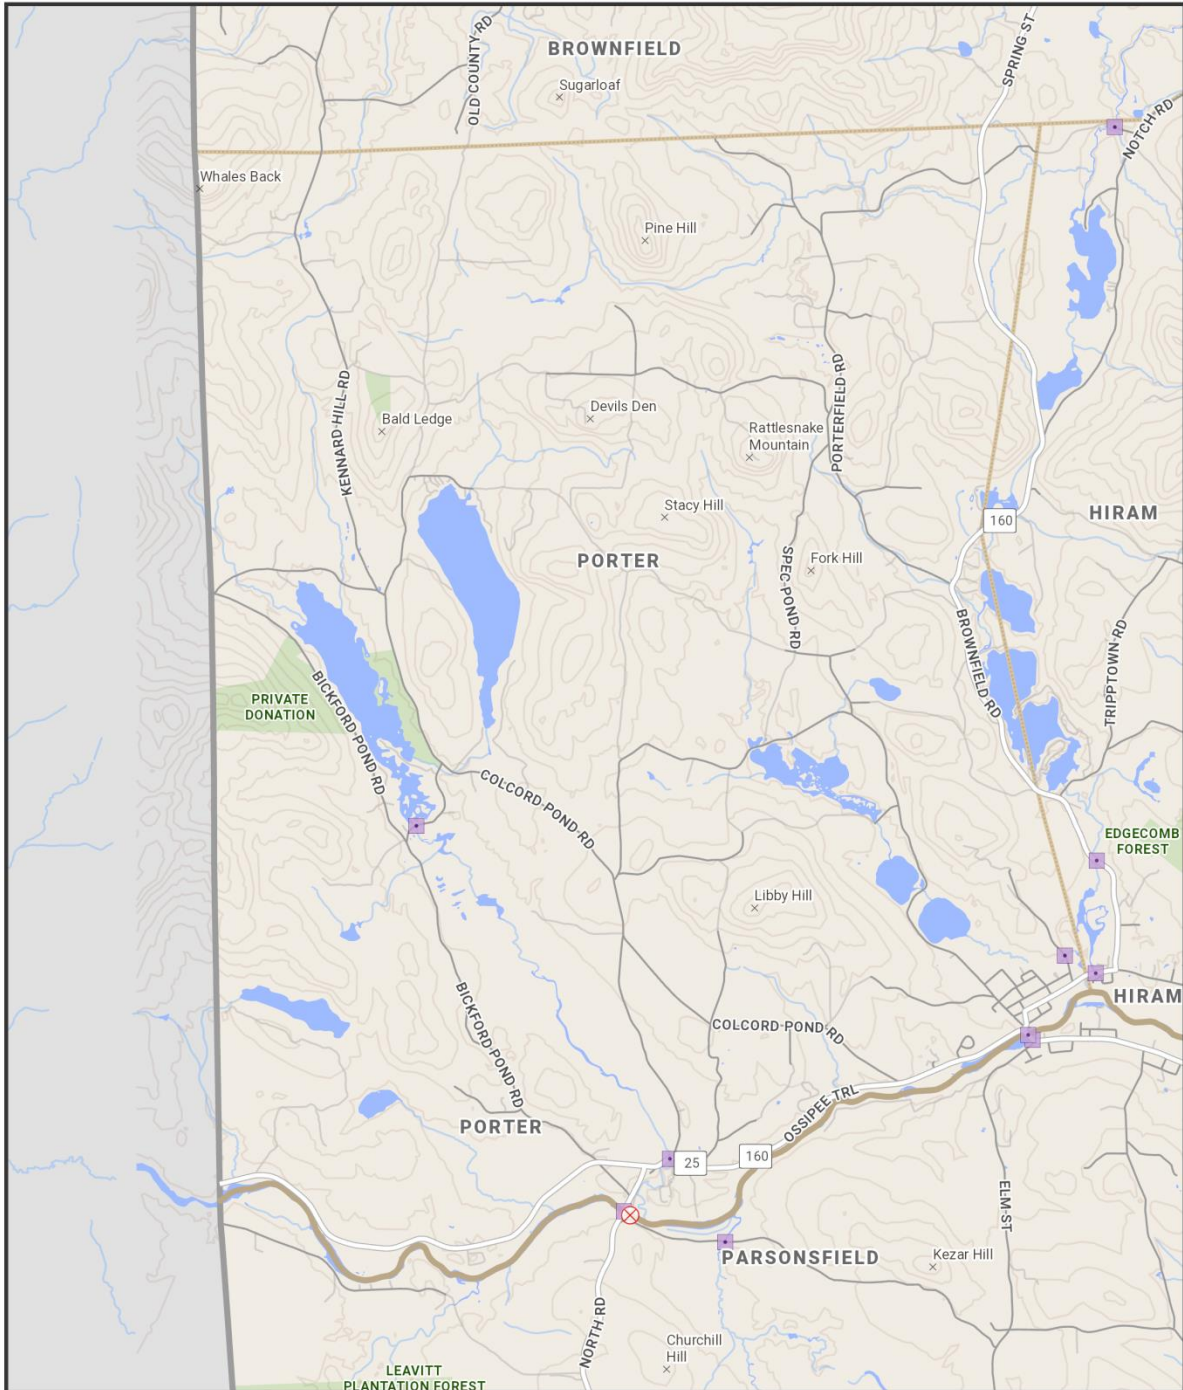 OLD COUNTY RD
BROWNFIELD
SPRING ST
Sugarloaf
NOTCH RD
Whales Back
Pine Hill
KENNARD HILL RD
PORTERFIELD RD
Bald Ledge
Devils Den
Rattlesnake
Mountain
Stacy Hill
160
HIRAM
PORTER
SPEC POND RD
Fork Hill
BROWNFIELD RD
TRIPPTOWN RD
PRIVATE
DONATION
BICKFORD POND RD
COLCORD POND RD
EDGECOMB
FOREST
Libby Hill
HIRAM
BICKFORD POND RD
COLCORD POND RD
OSSIPEE TRL
PORTER
25
160
ELM ST
PARSONSFIELD
Kezar Hill
NORTH RD
Churchill
Hill
LEAVITT
PLANTATION FOREST